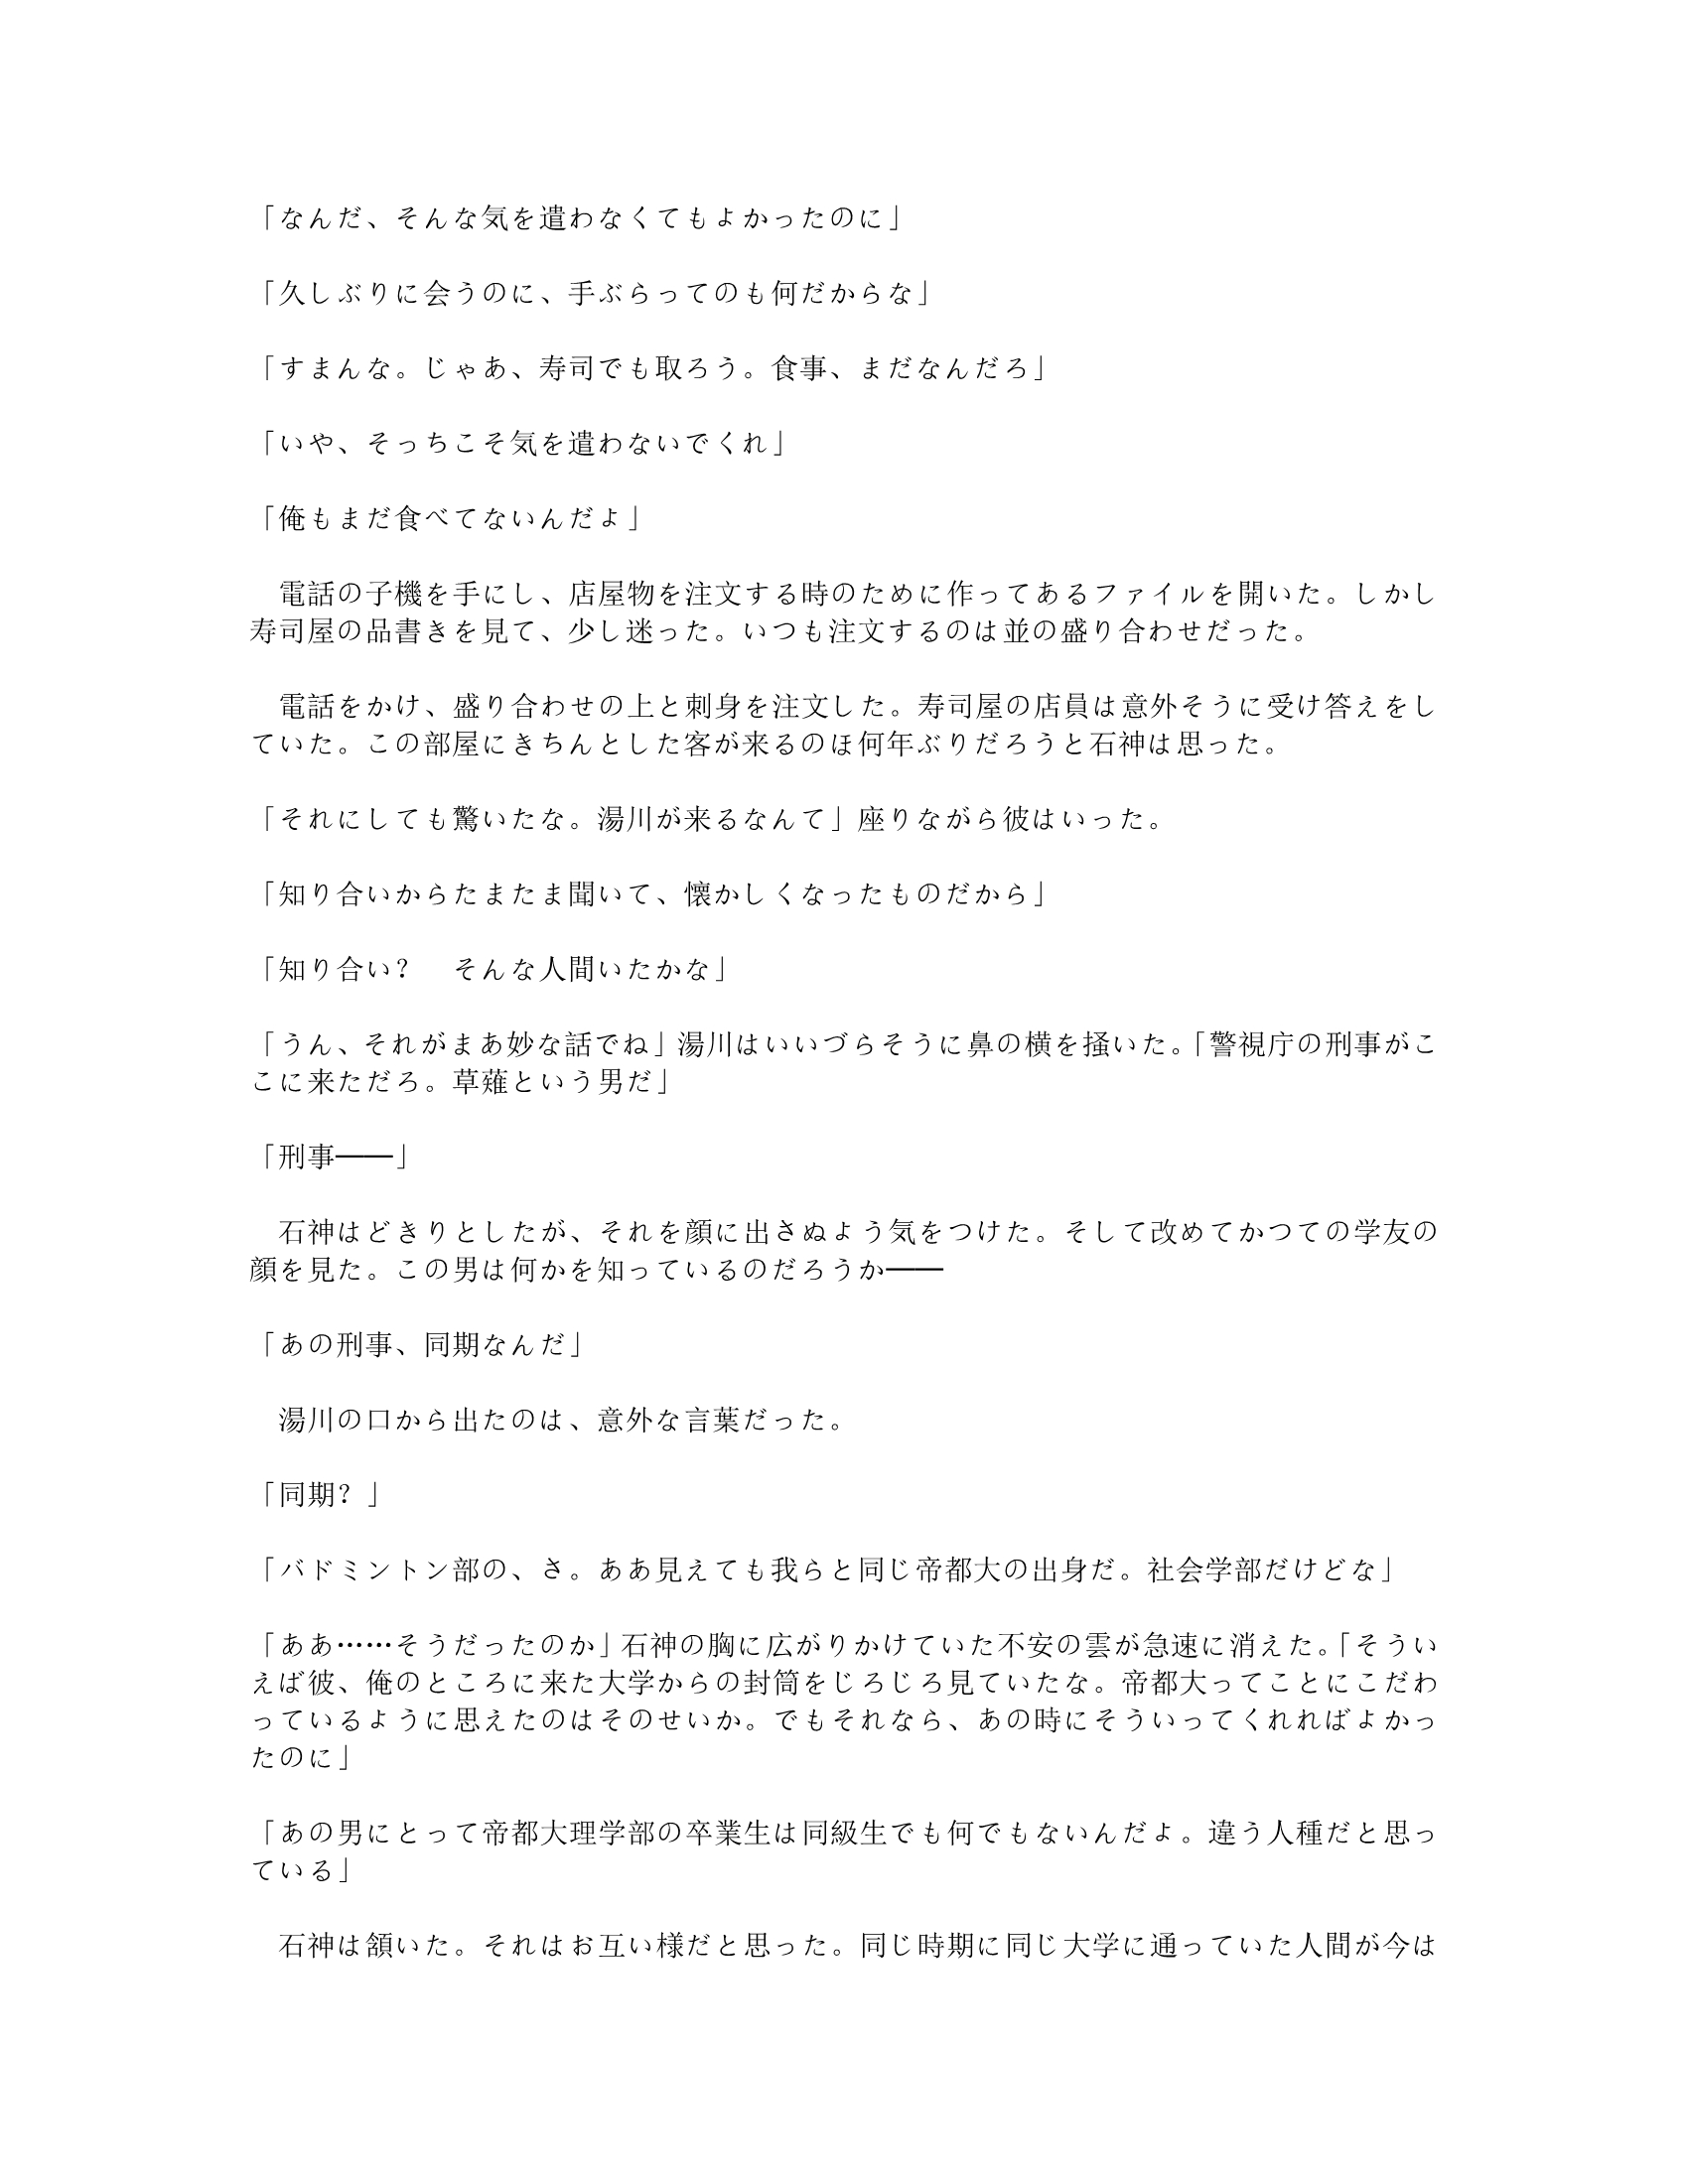 「なんだ、そんな気を遣わなくてもよかったのに」
「久しぶりに会うのに、手ぶらってのも何だからな」
「すまんな。じゃあ、寿司でも取ろう。食事、まだなんだろ」
「いや、そっちこそ気を遣わないでくれ」
「俺もまだ食べてないんだよ」
　電話の子機を手にし、店屋物を注文する時のために作ってあるファイルを開いた。しかし
寿司屋の品書きを見て、少し迷った。いつも注文するのは並の盛り合わせだった。
　電話をかけ、盛り合わせの上と刺身を注文した。寿司屋の店員は意外そうに受け答えをし
ていた。この部屋にきちんとした客が来るのほ何年ぶりだろうと石神は思った。
「それにしても驚いたな。湯川が来るなんて」座りながら彼はいった。
「知り合いからたまたま聞いて、懐かしくなったものだから」
「知り合い？　そんな人間いたかな」
「うん、それがまあ妙な話でね」湯川はいいづらそうに鼻の横を掻いた。「警視庁の刑事がこ
こに来ただろ。草薙という男だ」
「刑事――」
　石神はどきりとしたが、それを顔に出さぬよう気をつけた。そして改めてかつての学友の
顔を見た。この男は何かを知っているのだろうか――
「あの刑事、同期なんだ」
　湯川の口から出たのは、意外な言葉だった。
「同期？」
「バドミントン部の、さ。ああ見えても我らと同じ帝都大の出身だ。社会学部だけどな」
「ああ……そうだったのか」石神の胸に広がりかけていた不安の雲が急速に消えた。「そうい
えば彼、俺のところに来た大学からの封筒をじろじろ見ていたな。帝都大ってことにこだわ
っているように思えたのはそのせいか。でもそれなら、あの時にそういってくれればよかっ
たのに」
「あの男にとって帝都大理学部の卒業生は同級生でも何でもないんだよ。違う人種だと思っ
ている」
　石神は頷いた。それはお互い様だと思った。同じ時期に同じ大学に通っていた人間が今は